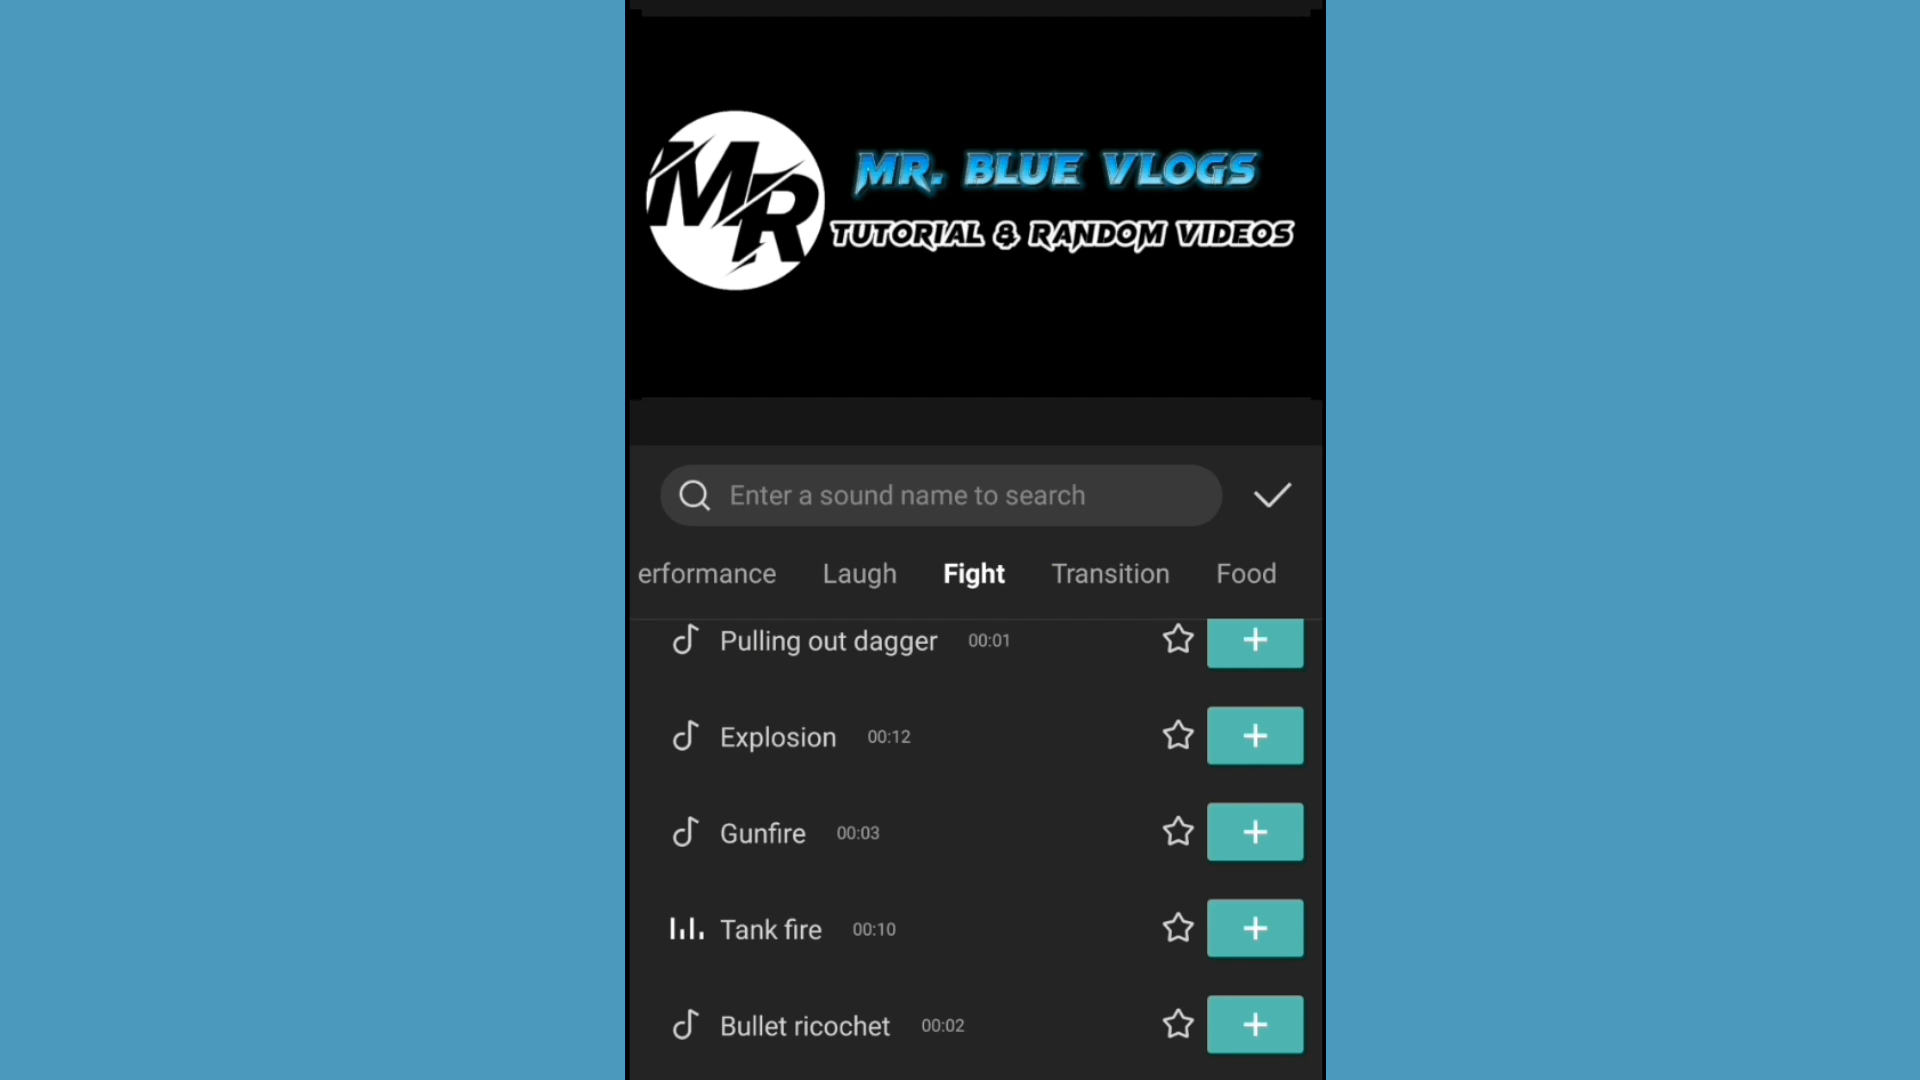 MR
MR. BLUE VLOGS
TUTORIAL & RANDOM VIDEOS
Enter a sound name to search
erformance Laugh Fight Transition Food
Pulling out dagger 00:01
Explosion 00:12
Gunfire 00:03
Tank fire 00:10
Bullet ricochet 00:02